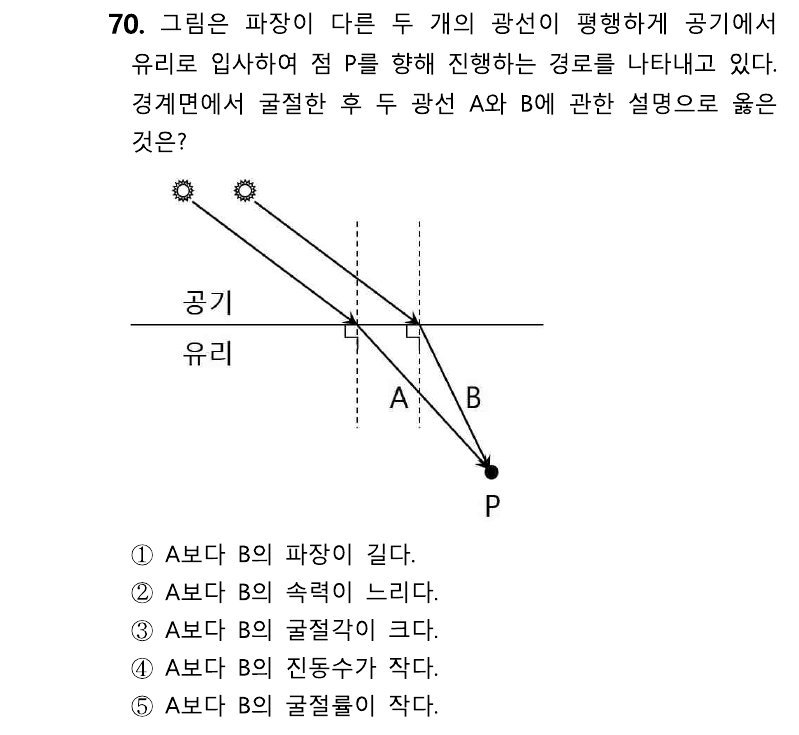 70. 그림은 파장이 다른 두 개의 광선이 평행하게 공기에서
유리로 입사하여 점 P를 향해 진행하는 경로를 나타내고 있다.
경계면에서 굴절한 후 두 광선 A와 B에 관한 설명으로 옳은
것은?
공기
유리
A
B
P
① A보다 B의 파장이 길다.
② A보다 B의 속력이 느리다.
③ A보다 B의 굴절각이 크다.
④ A보다 B의 진동수가 작다.
⑤ A보다 B의 굴절률이 작다.